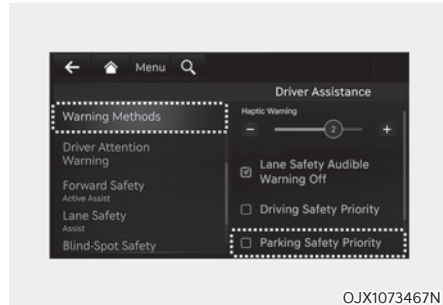 Menu
Driver Assistance
Warning Methods
Driver Attention
Warning
Forward Safety
Active Assist
Lane Safety
Assist
Blind-Spot Safety
Haptic Warning
- 2 +
Lane Safety Audible
Warning Off
Driving Safety Priority
Parking Safety Priority
OJX1073467N